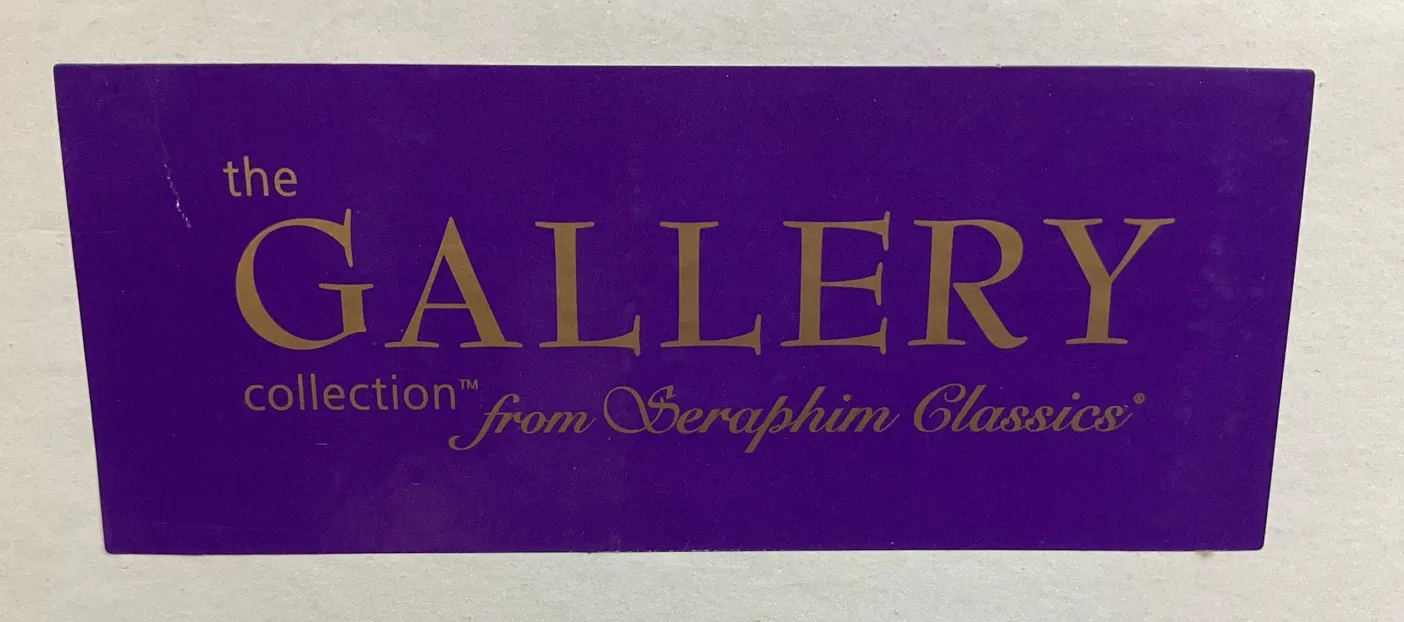 the
GALLERY
collection™ from Seraphim Classics®